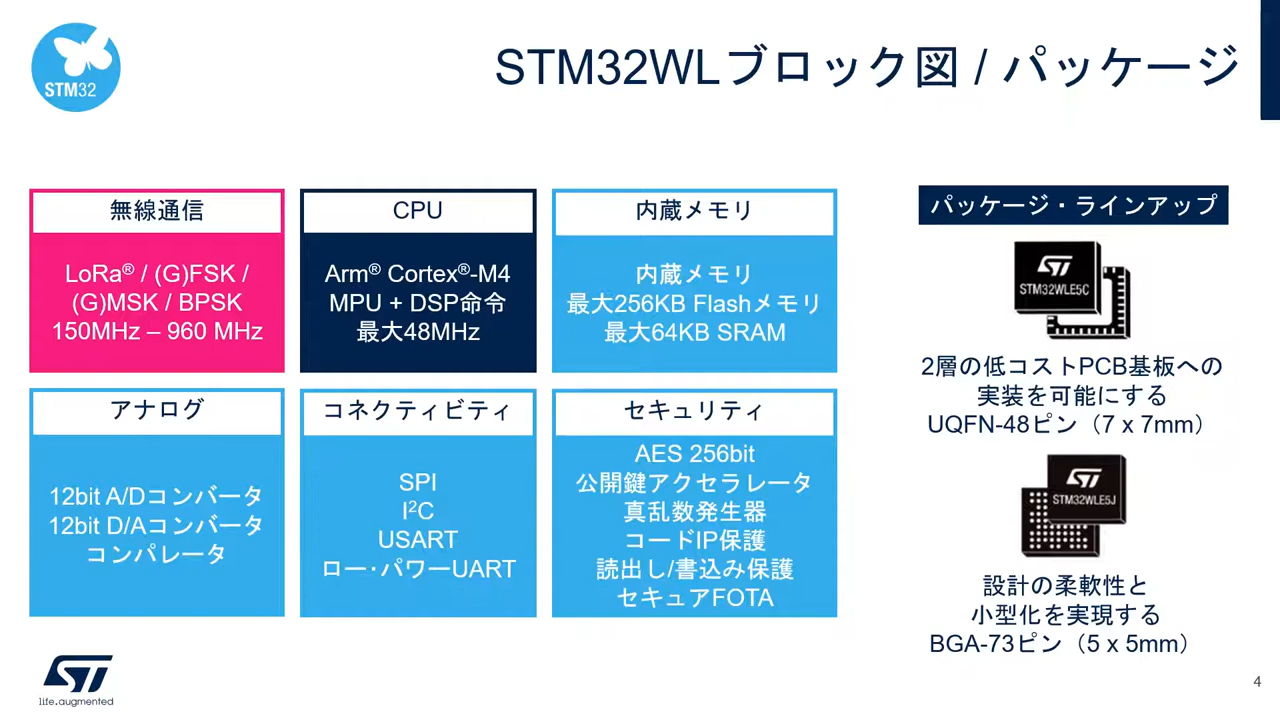 STM32
STM32WLブロック図 / パッケージ
無線通信
LoRa® / (G)FSK /
(G)MSK / BPSK
150MHz – 960 MHz
CPU
Arm® Cortex®-M4
MPU + DSP命令
最大48MHz
内蔵メモリ
内蔵メモリ
最大256KB Flashメモリ
最大64KB SRAM
アナログ
12bit A/Dコンバータ
12bit D/Aコンバータ
コンパレータ
コネクティビティ
SPI
I²C
USART
ロー・パワーUART
セキュリティ
AES 256bit
公開鍵アクセラレータ
真乱数発生器
コードIP保護
読出し/書込み保護
セキュアFOTA
パッケージ・ラインアップ
ST
STM32WLE5C
2層の低コストPCB基板への
実装を可能にする
UQFN-48ピン（7 x 7mm）
ST
STM32WLE5J
設計の柔軟性と
小型化を実現する
BGA-73ピン（5 x 5mm）
ST
life.augmented
4